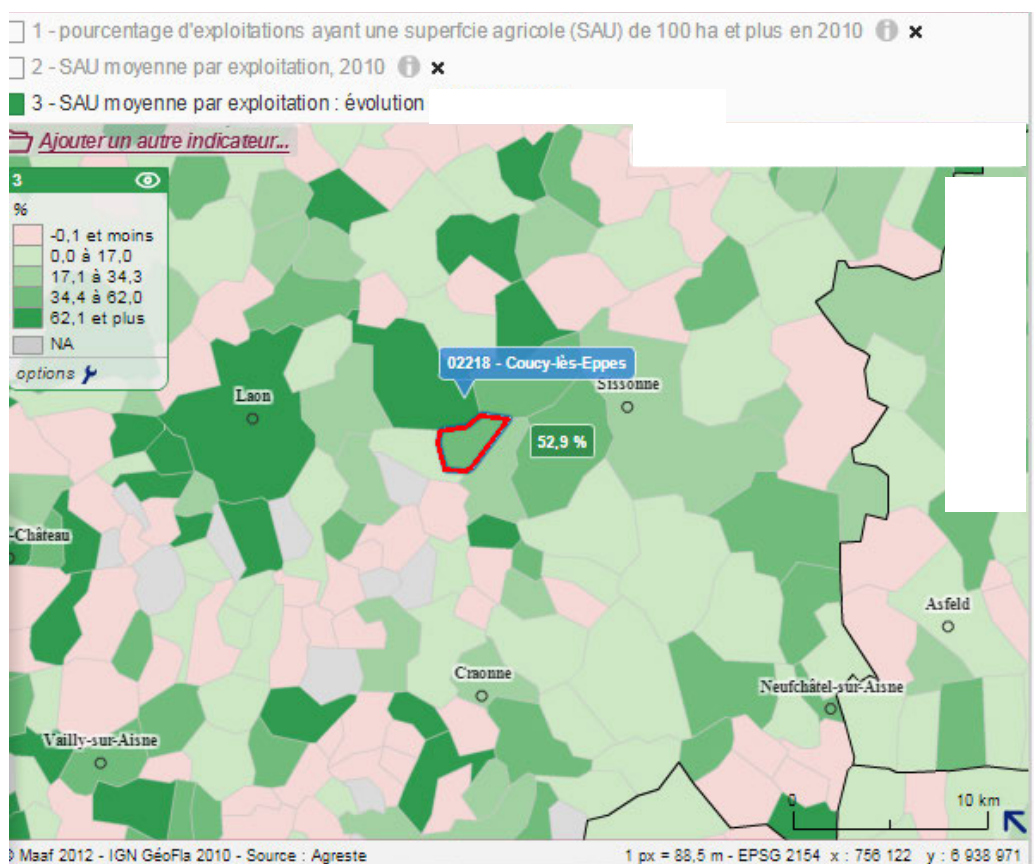 1 - pourcentage d'exploitations ayant une superfcie agricole (SAU) de 100 ha et plus en 2010
2 - SAU moyenne par exploitation, 2010
3 - SAU moyenne par exploitation : évolution
Ajouter un autre indicateur...
3
%
-0,1 et moins
0,0 à 17,0
17,1 à 34,3
34,4 à 62,0
62,1 et plus
NA
options
02218 - Coucy-lès-Eppes
Laon
Sissonne
52,9 %
-Château
Asfeld
Craonne
Neufchâtel-sur-Aisne
Vailly-sur-Aisne
0
10 km
Maaf 2012 - IGN GéoFla 2010 - Source : Agreste
1 px = 88,5 m - EPSG 2154 x : 756 122 y : 6 938 971